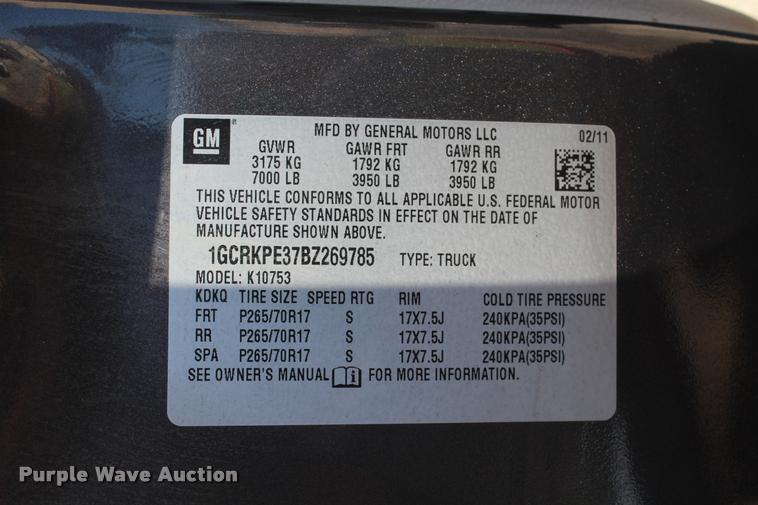 GM ® MFD BY GENERAL MOTORS LLC 02/11
GVWR GAWR FRT GAWR RR
3175 KG 1792 KG 1792 KG
7000 LB 3950 LB 3950 LB
THIS VEHICLE CONFORMS TO ALL APPLICABLE U.S. FEDERAL MOTOR
VEHICLE SAFETY STANDARDS IN EFFECT ON THE DATE OF
MANUFACTURE SHOWN ABOVE.
1GCRKPE37BZ269785 TYPE: TRUCK
MODEL: K10753
KDKQ TIRE SIZE SPEED RTG RIM COLD TIRE PRESSURE
FRT P265/70R17 S 17X7.5J 240KPA(35PSI)
RR P265/70R17 S 17X7.5J 240KPA(35PSI)
SPA P265/70R17 S 17X7.5J 240KPA(35PSI)
SEE OWNER'S MANUAL i FOR MORE INFORMATION.
Purple Wave Auction